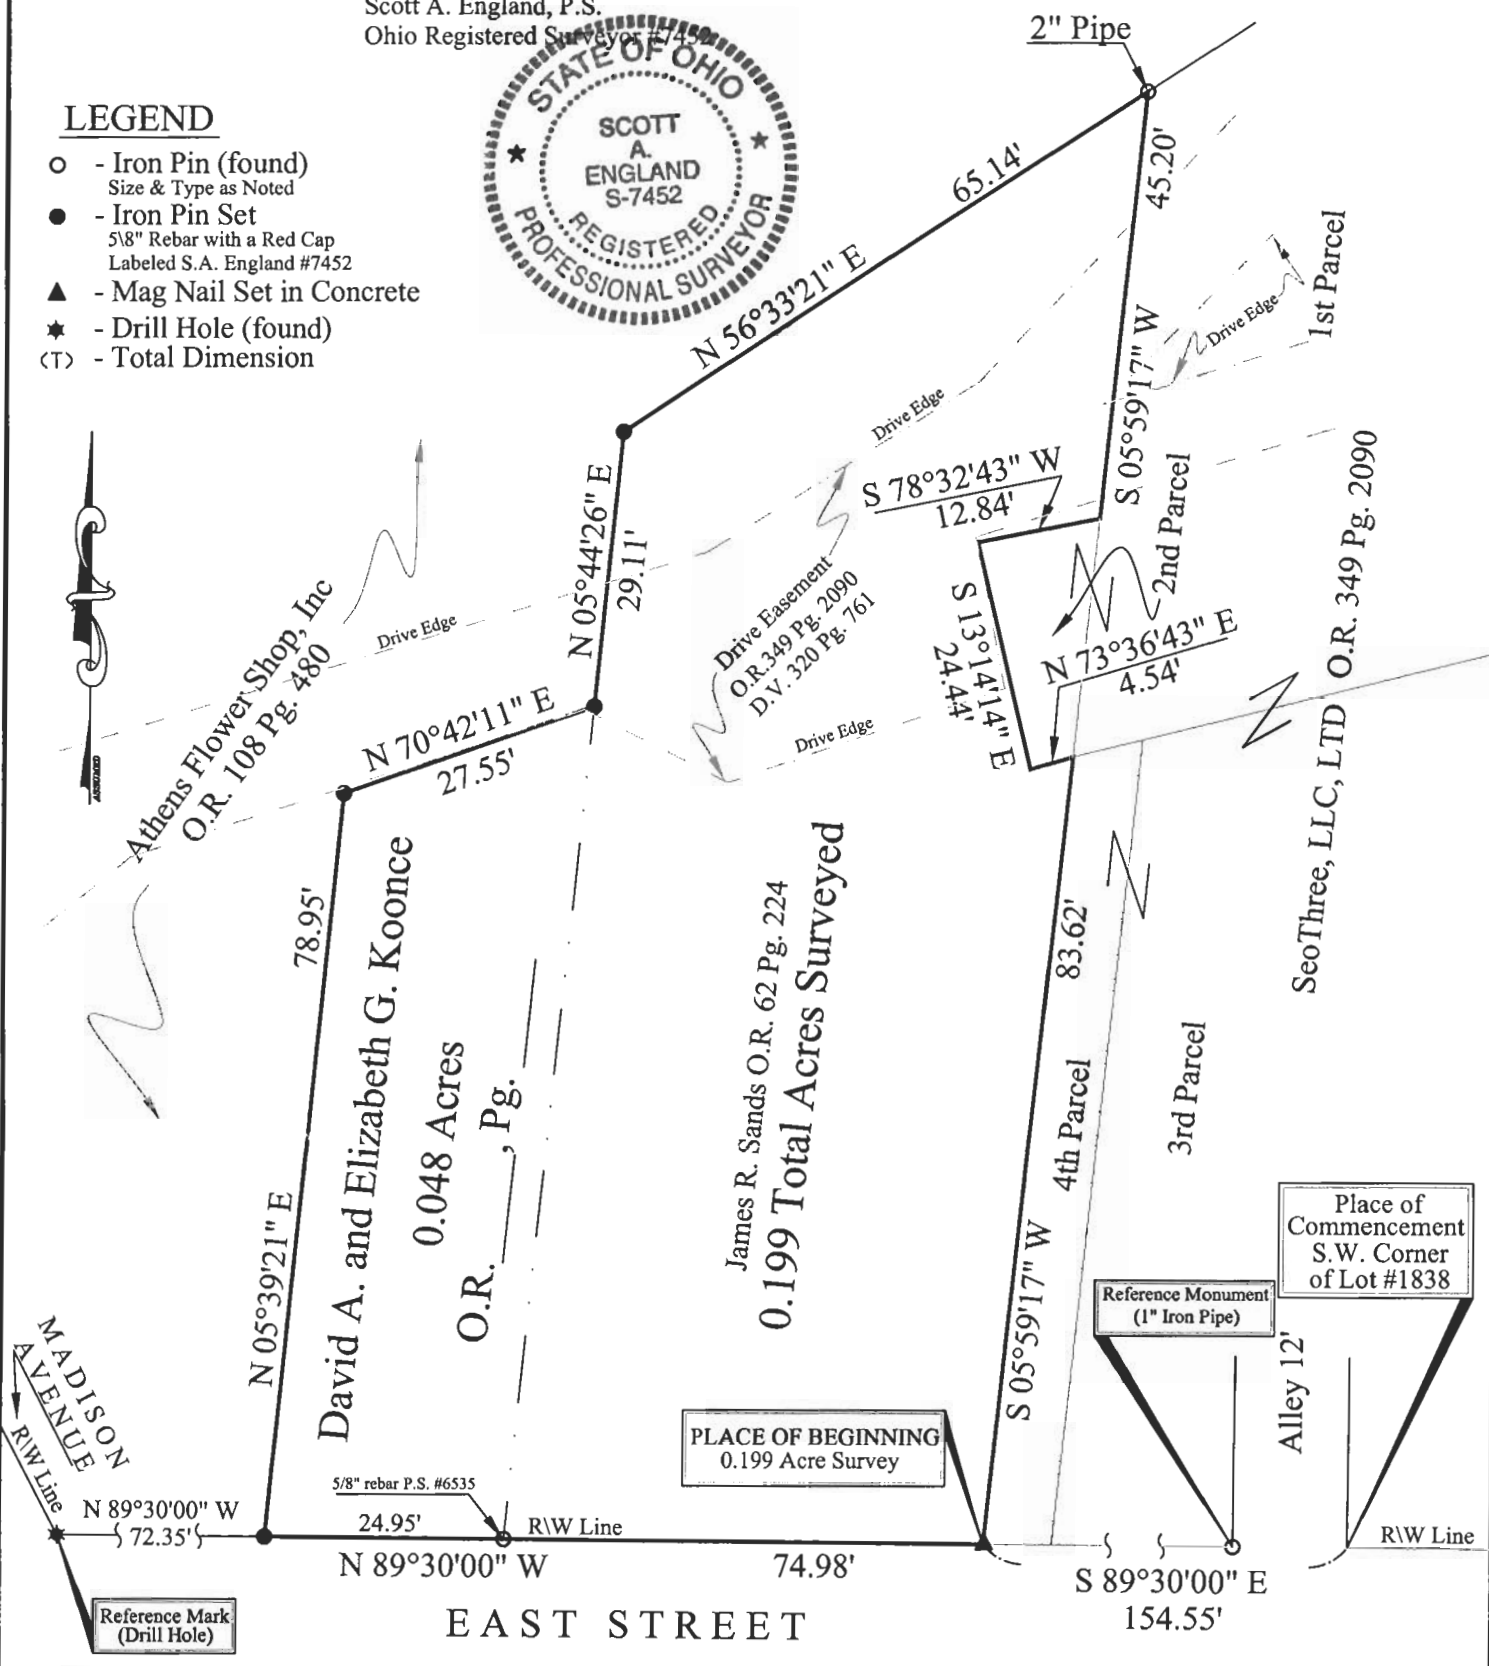 Scott A. England, P.S.
Ohio Registered Surveyor #7452
STATE OF OHIO
SCOTT
A.
ENGLAND
S-7452
REGISTERED
PROFESSIONAL SURVEYOR
LEGEND
- Iron Pin (found)
Size & Type as Noted
- Iron Pin Set
5\8" Rebar with a Red Cap
Labeled S.A. England #7452
- Mag Nail Set in Concrete
- Drill Hole (found)
(T) - Total Dimension
2" Pipe
65.14'
N 56°33'21" E
45.20'
S 05°59'17" W
1st Parcel
Drive Edge
Drive Edge
S 78°32'43" W
12.84'
2nd Parcel
N 05°44'26" E
29.11'
Drive Easement
O.R.349 Pg. 2090
D.V. 320 Pg. 761
S 13°14'14" E
24.44'
N 73°36'43" E
4.54'
SeoThree, LLC, LTD O.R. 349 Pg. 2090
Athens Flower Shop, Inc
O.R. 108 Pg. 480
Drive Edge
Drive Edge
N 70°42'11" E
27.55'
78.95'
N 05°39'21" E
David A. and Elizabeth G. Koonce
0.048 Acres
O.R. ____, Pg. ____
James R. Sands O.R. 62 Pg. 224
0.199 Total Acres Surveyed
83.62'
S 05°59'17" W
4th Parcel
3rd Parcel
Place of
Commencement
S.W. Corner
of Lot #1838
Reference Monument
(1" Iron Pipe)
Alley 12'
PLACE OF BEGINNING
0.199 Acre Survey
MADISON
AVENUE
R\W Line
N 89°30'00" W
72.35'
5/8" rebar P.S. #6535
24.95'
R\W Line
N 89°30'00" W
74.98'
R\W Line
S 89°30'00" E
154.55'
Reference Mark
(Drill Hole)
EAST STREET